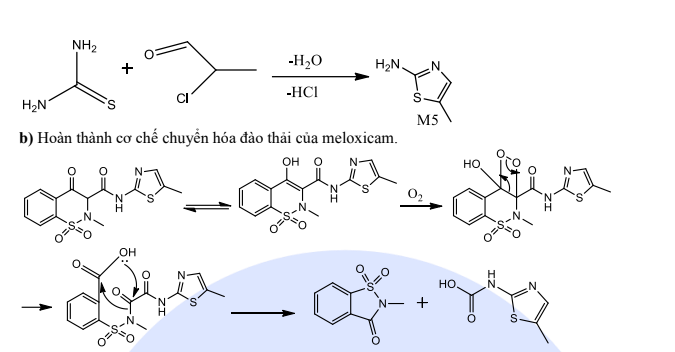 NH2
H2N
S
+
O
Cl
-H2O
-HCl
H2N
N
S
M5
b) Hoàn thành cơ chế chuyển hóa đào thải của meloxicam.
O O N
N H S
S N
O O
OH O N
N H S
S N
O O
O2
HO O O O N
N H S
S N
O O
O OH
O O N
N H S
S N
O O
O O
S
N
O
+
HO H N
O N
S